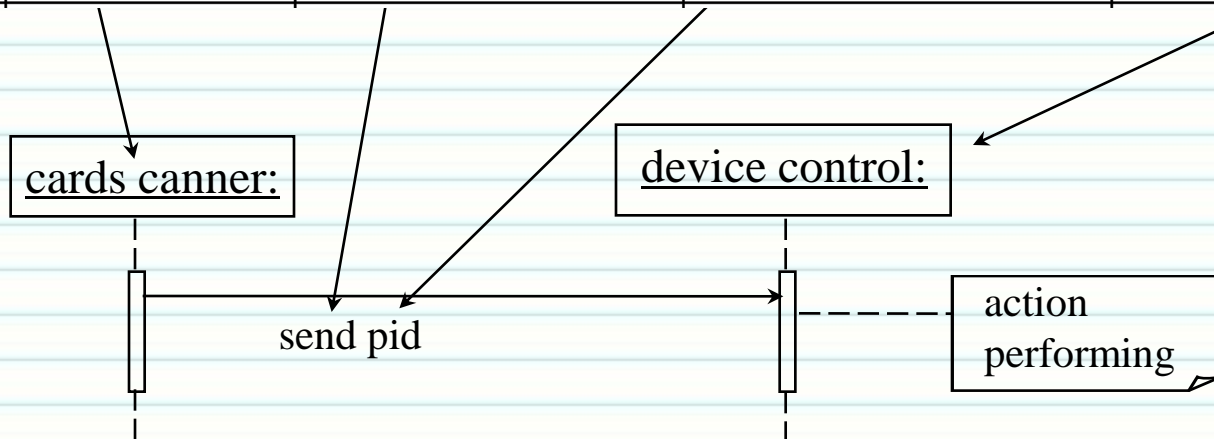 cards canner:
device control:
send pid
action
performing